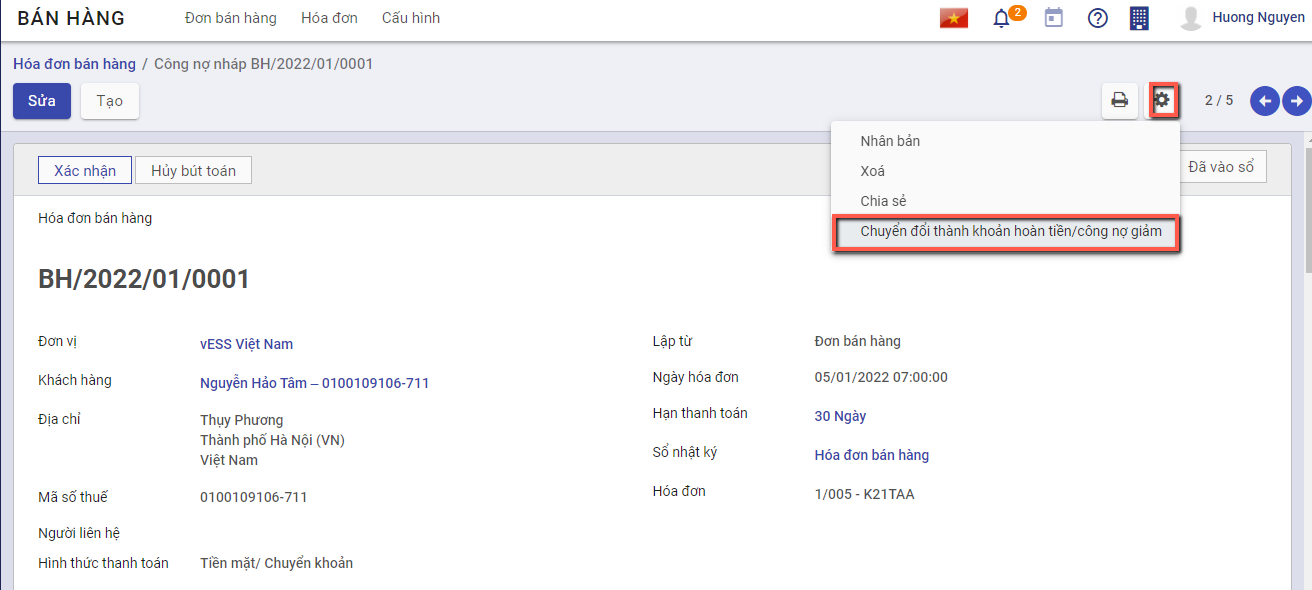 BÁN HÀNG Đơn bán hàng Hóa đơn Cấu hình 2 Huong Nguyen
Hóa đơn bán hàng / Công nợ nháp BH/2022/01/0001
Sửa Tạo 2 / 5
Nhân bản
Xoá
Chia sẻ
Chuyển đổi thành khoản hoàn tiền/công nợ giảm
Xác nhận Hủy bút toán Đã vào sổ
Hóa đơn bán hàng
BH/2022/01/0001
Đơn vị vESS Việt Nam
Khách hàng Nguyễn Hảo Tâm – 0100109106-711
Địa chỉ Thụy Phương
Thành phố Hà Nội (VN)
Việt Nam
Mã số thuế 0100109106-711
Người liên hệ
Hình thức thanh toán Tiền mặt/ Chuyển khoản
Lập từ Đơn bán hàng
Ngày hóa đơn 05/01/2022 07:00:00
Hạn thanh toán 30 Ngày
Sổ nhật ký Hóa đơn bán hàng
Hóa đơn 1/005 - K21TAA